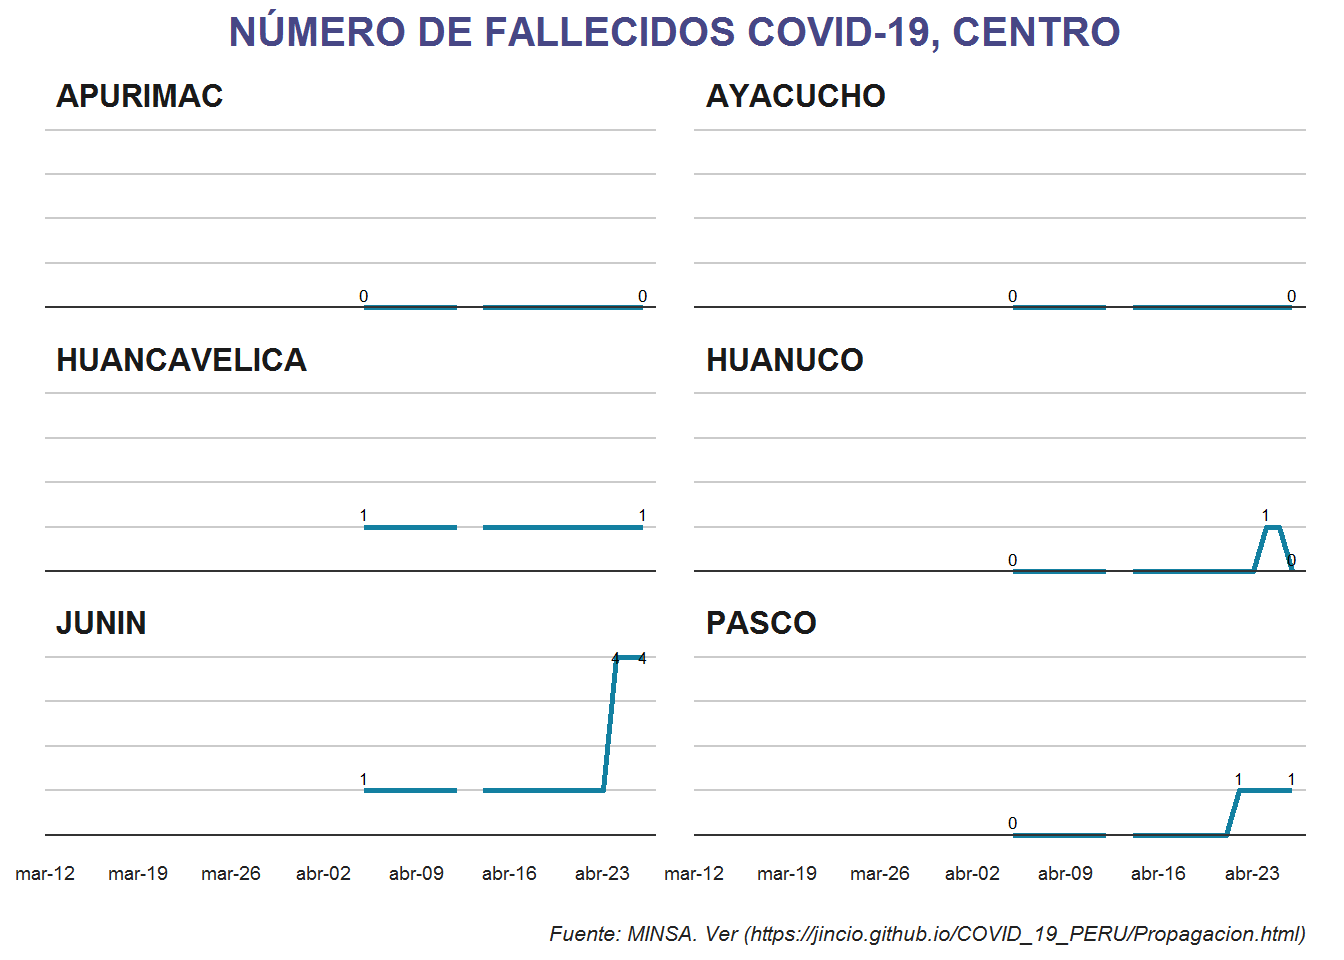 NÚMERO DE FALLECIDOS COVID-19, CENTRO
APURIMAC
0
0
AYACUCHO
0
0
HUANCAVELICA
1
1
HUANUCO
0
1
0
JUNIN
1
4
4
PASCO
0
1
1
mar-12 mar-19 mar-26 abr-02 abr-09 abr-16 abr-23
mar-12 mar-19 mar-26 abr-02 abr-09 abr-16 abr-23
Fuente: MINSA. Ver (https://jincio.github.io/COVID_19_PERU/Propagacion.html)